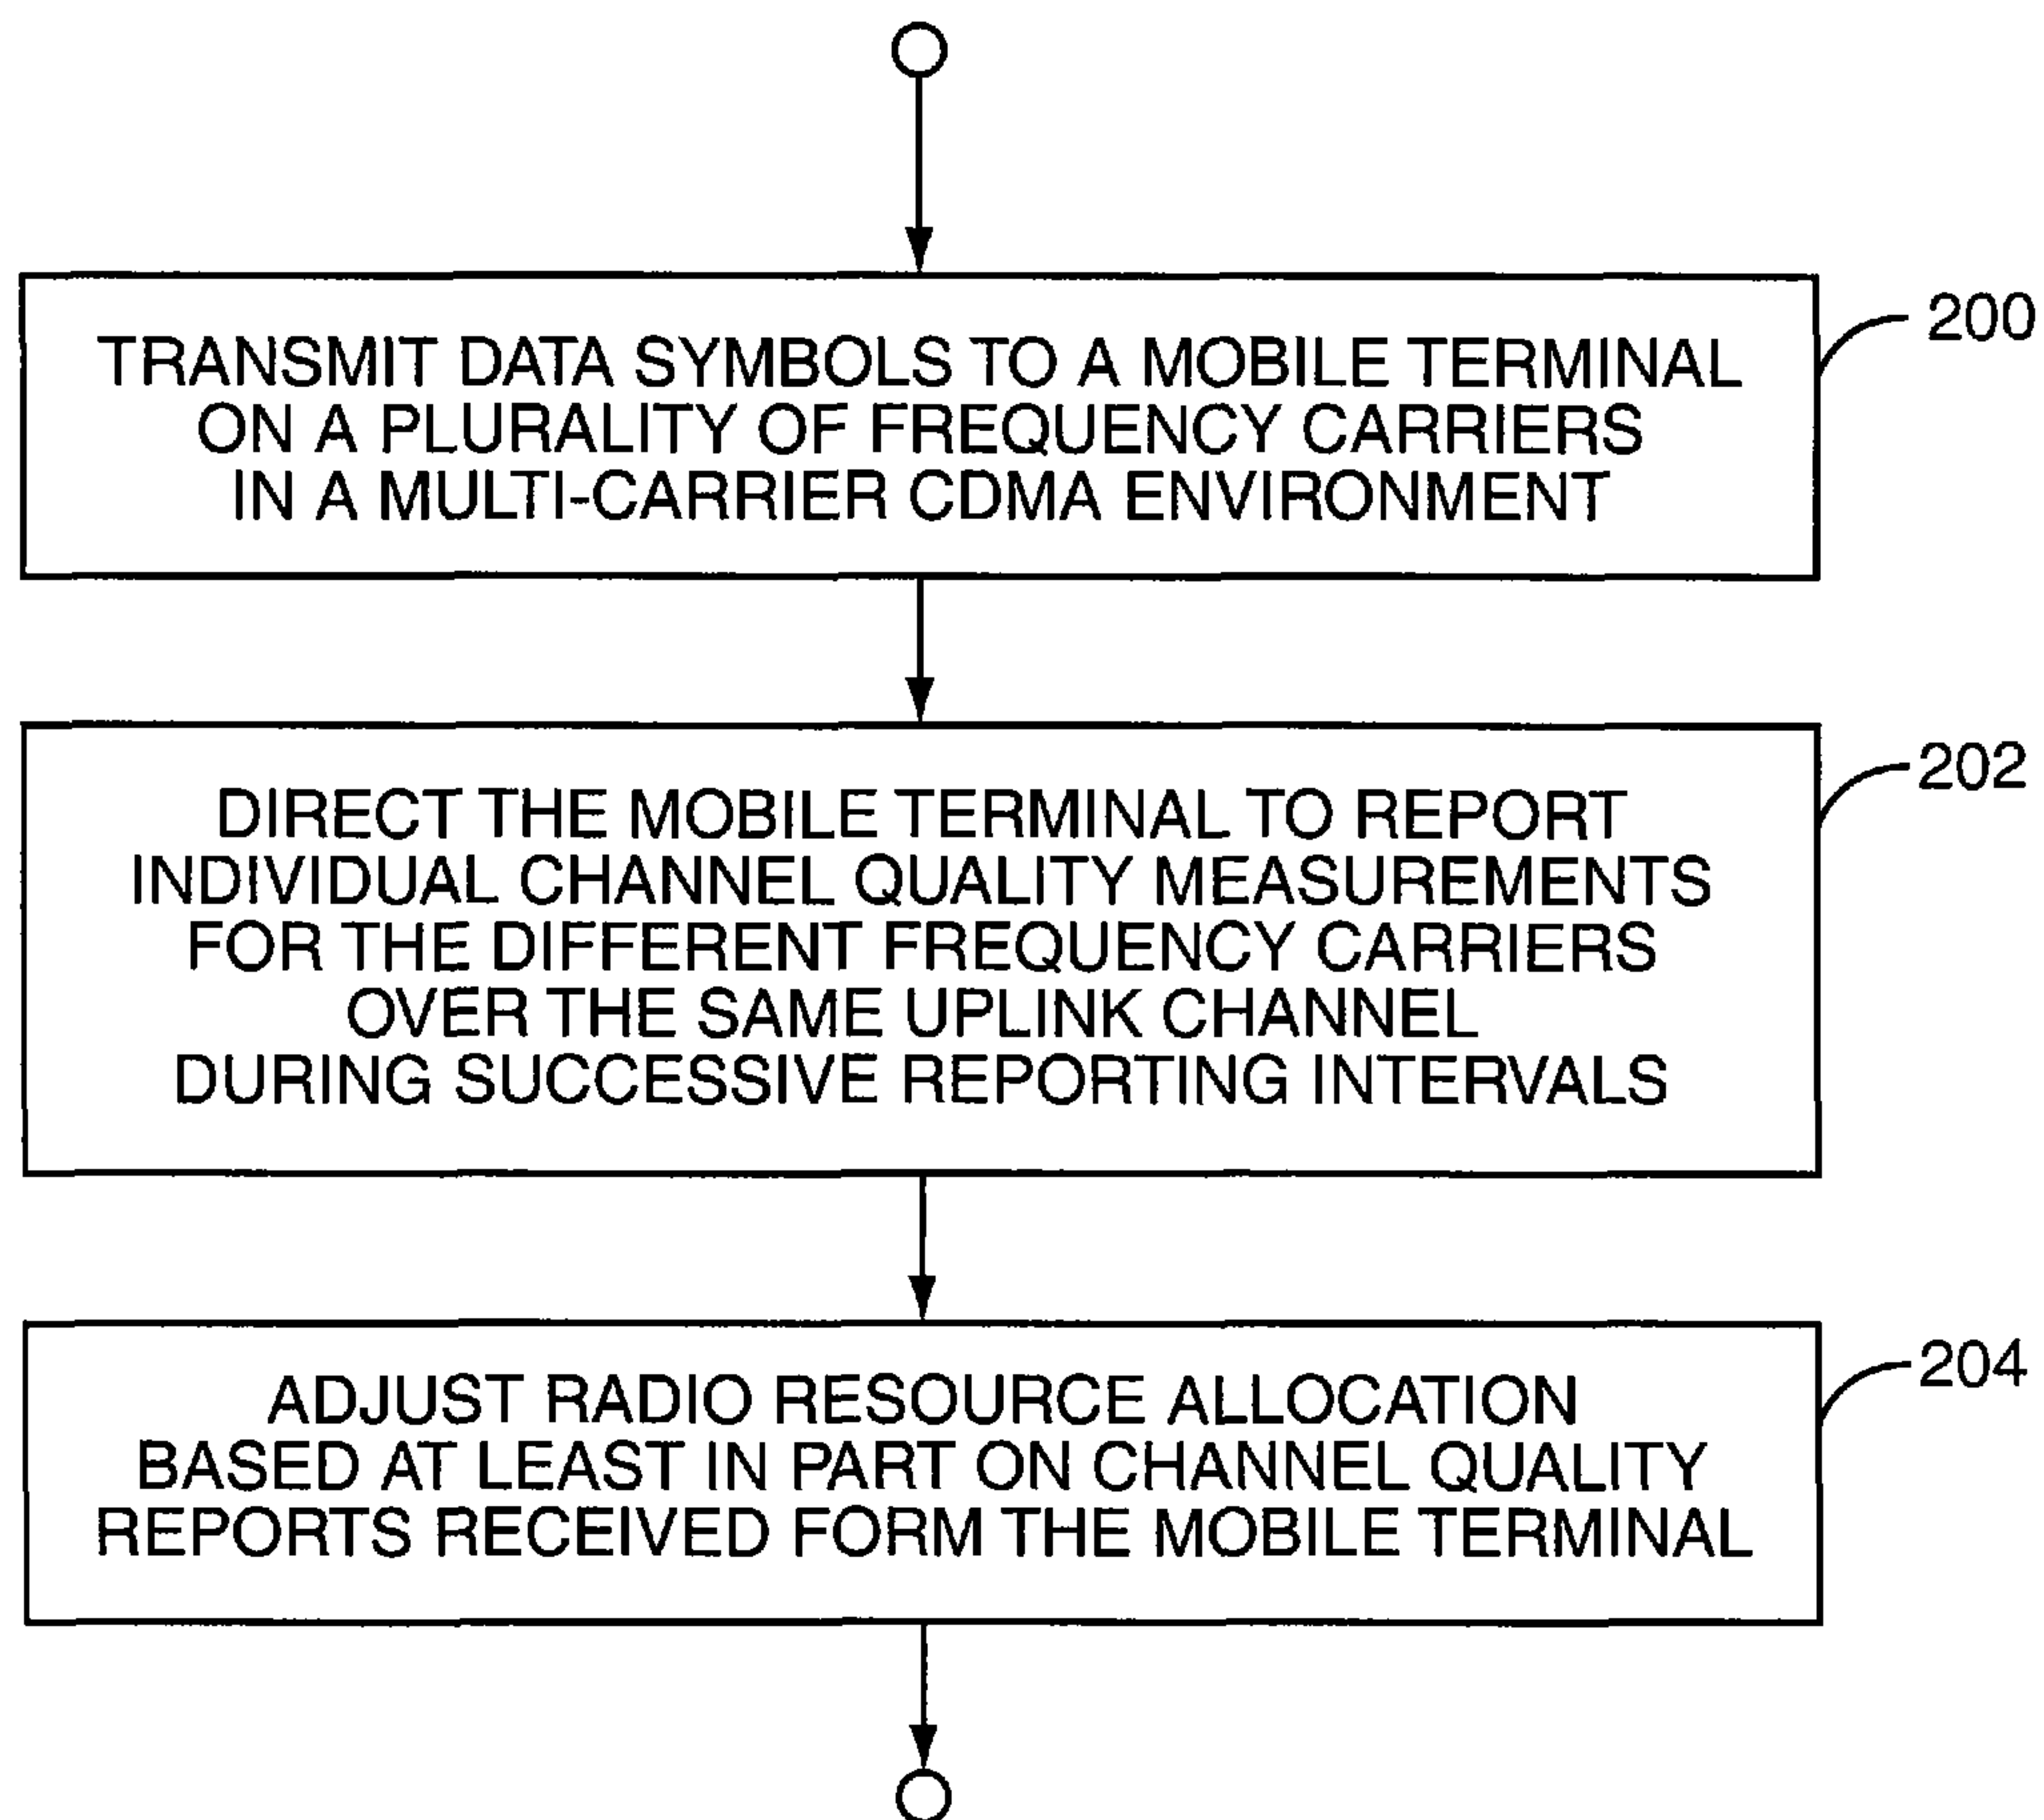 200
TRANSMIT DATA SYMBOLS TO A MOBILE TERMINAL
ON A PLURALITY OF FREQUENCY CARRIERS
IN A MULTI-CARRIER CDMA ENVIRONMENT
202
DIRECT THE MOBILE TERMINAL TO REPORT
INDIVIDUAL CHANNEL QUALITY MEASUREMENTS
FOR THE DIFFERENT FREQUENCY CARRIERS
OVER THE SAME UPLINK CHANNEL
DURING SUCCESSIVE REPORTING INTERVALS
204
ADJUST RADIO RESOURCE ALLOCATION
BASED AT LEAST IN PART ON CHANNEL QUALITY
REPORTS RECEIVED FORM THE MOBILE TERMINAL